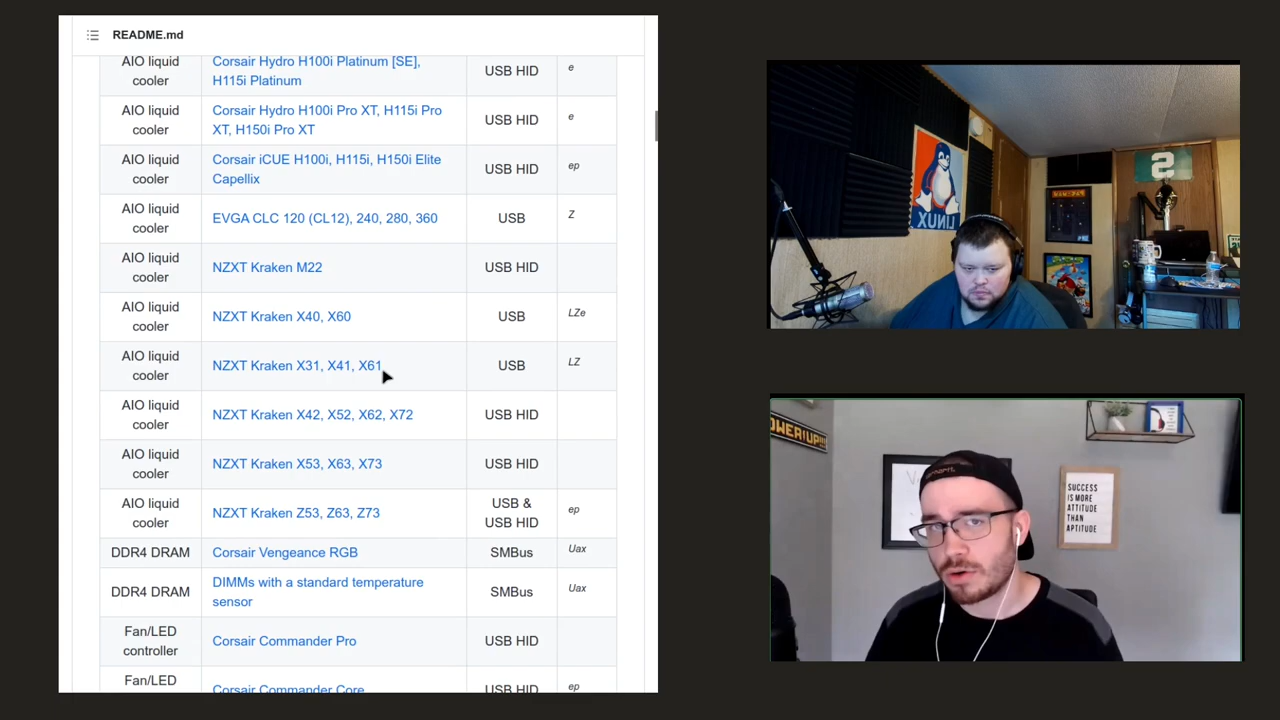 README.md
AIO liquid cooler
Corsair Hydro H100i Platinum [SE], H115i Platinum
USB HID
e
AIO liquid cooler
Corsair Hydro H100i Pro XT, H115i Pro XT, H150i Pro XT
USB HID
e
AIO liquid cooler
Corsair iCUE H100i, H115i, H150i Elite Capellix
USB HID
ep
AIO liquid cooler
EVGA CLC 120 (CL12), 240, 280, 360
USB
Z
AIO liquid cooler
NZXT Kraken M22
USB HID
AIO liquid cooler
NZXT Kraken X40, X60
USB
LZe
AIO liquid cooler
NZXT Kraken X31, X41, X61
USB
LZ
AIO liquid cooler
NZXT Kraken X42, X52, X62, X72
USB HID
AIO liquid cooler
NZXT Kraken X53, X63, X73
USB HID
AIO liquid cooler
NZXT Kraken Z53, Z63, Z73
USB & USB HID
ep
DDR4 DRAM
Corsair Vengeance RGB
SMBus
Uax
DDR4 DRAM
DIMMs with a standard temperature sensor
SMBus
Uax
Fan/LED controller
Corsair Commander Pro
USB HID
Fan/LED
Corsair Commander Core
USB HID
ep
LINUX
S
POWER!UP!!
SUCCESS
IS MORE
ATTITUDE
THAN
APTITUDE